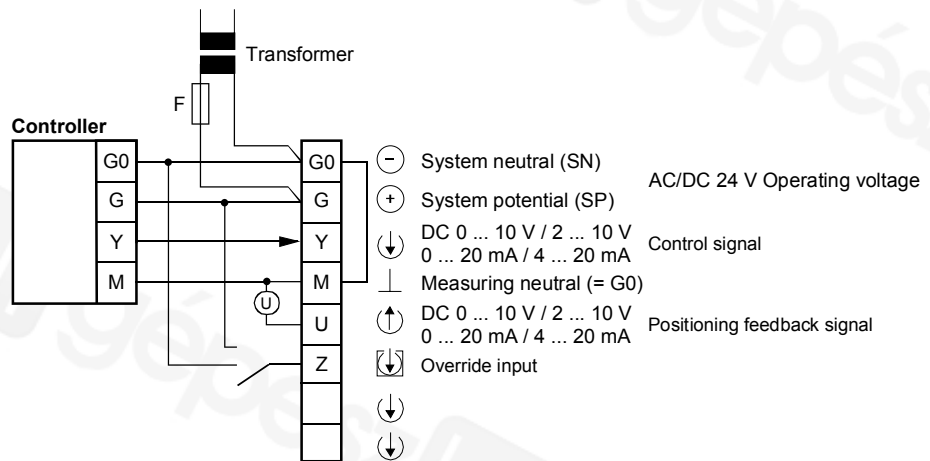 Transformer
F
Controller
G0 G0 System neutral (SN)
AC/DC 24 V Operating voltage
G G System potential (SP)
Y Y DC 0 ... 10 V / 2 ... 10 V
0 ... 20 mA / 4 ... 20 mA
Control signal
M M Measuring neutral (= G0)
U U DC 0 ... 10 V / 2 ... 10 V
0 ... 20 mA / 4 ... 20 mA
Positioning feedback signal
Z Override input
gépész
gépés